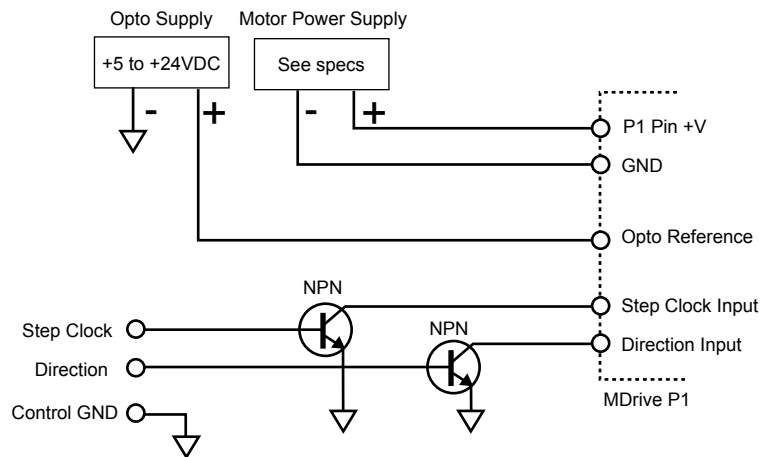 Opto Supply
Motor Power Supply
+5 to +24VDC
See specs
-
+
-
+
P1 Pin +V
GND
Opto Reference
NPN
Step Clock Input
Step Clock
NPN
Direction Input
Direction
MDrive P1
Control GND